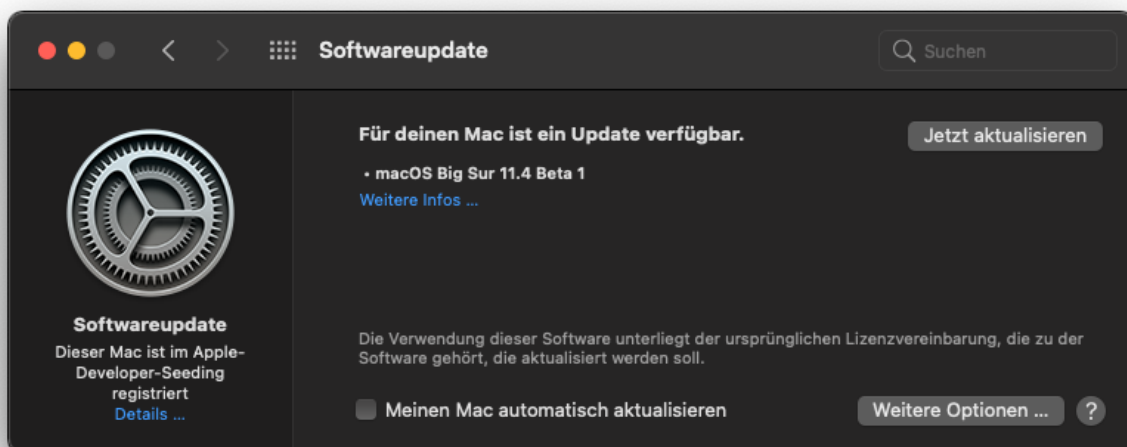 Softwareupdate
Suchen
Für deinen Mac ist ein Update verfügbar.
Jetzt aktualisieren
• macOS Big Sur 11.4 Beta 1
Weitere Infos ...
Softwareupdate
Dieser Mac ist im Apple-
Developer-Seeding
registriert
Details ...
Die Verwendung dieser Software unterliegt der ursprünglichen Lizenzvereinbarung, die zu der
Software gehört, die aktualisiert werden soll.
Meinen Mac automatisch aktualisieren
Weitere Optionen ...
?